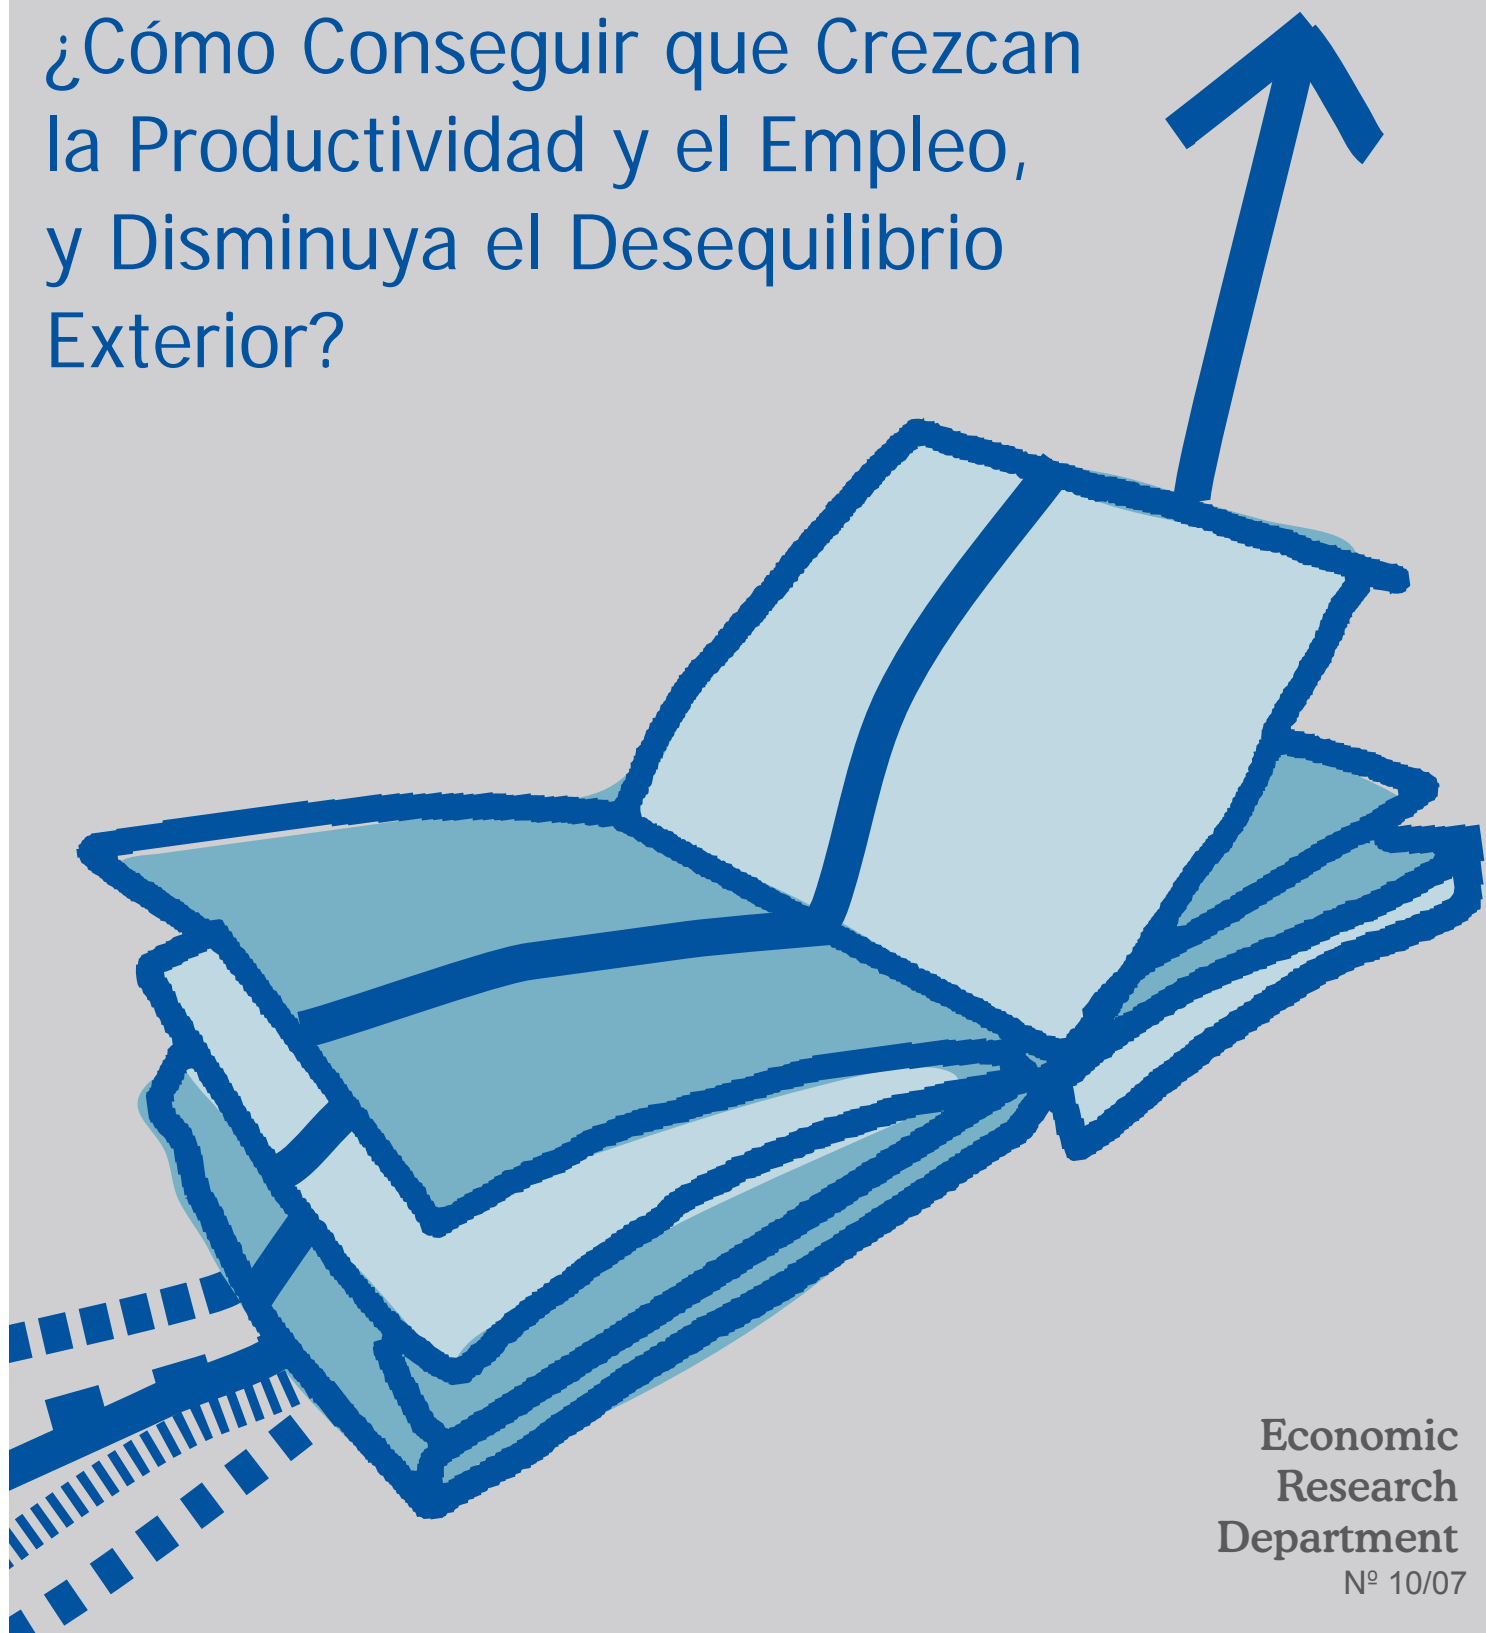 ¿Cómo Conseguir que Crezcan
la Productividad y el Empleo,
y Disminuya el Desequilibrio
Exterior?
Economic
Research
Department
Nº 10/07